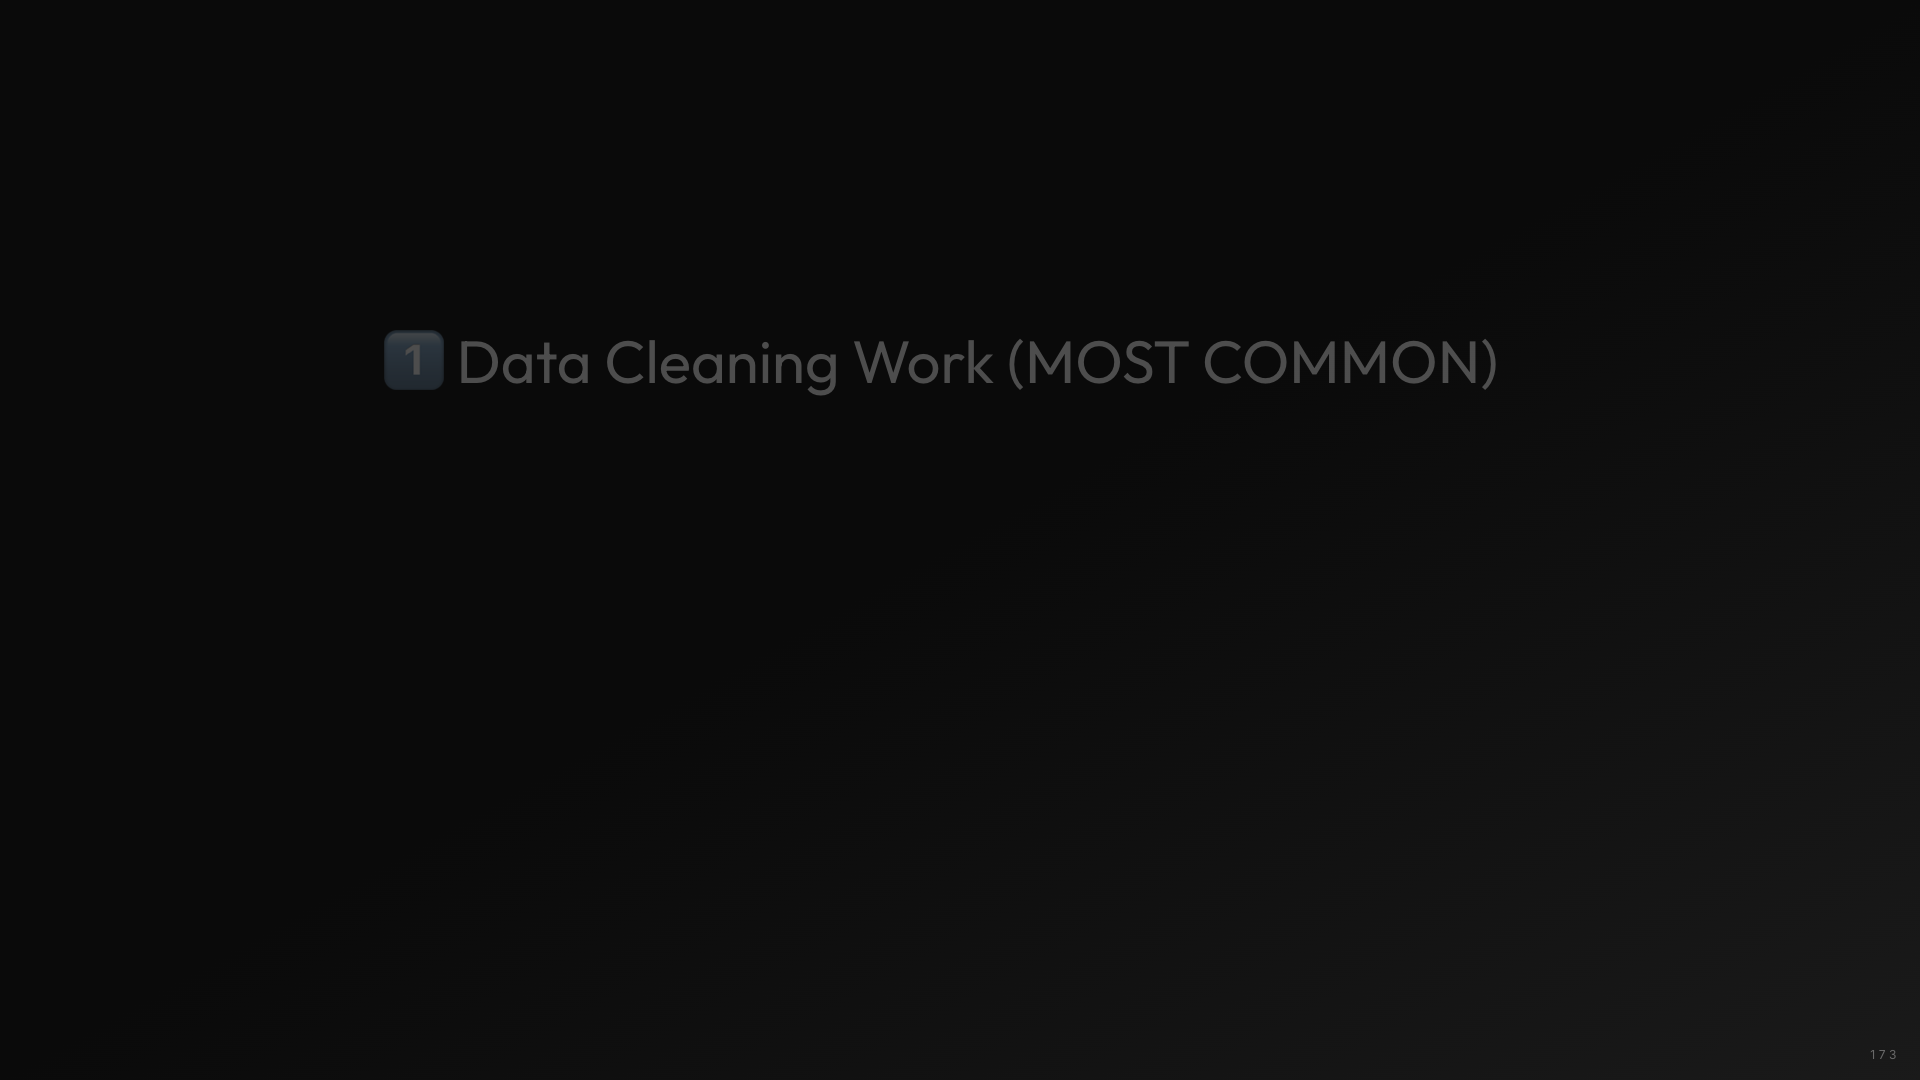 1️⃣ Data Cleaning Work (MOST COMMON)
173